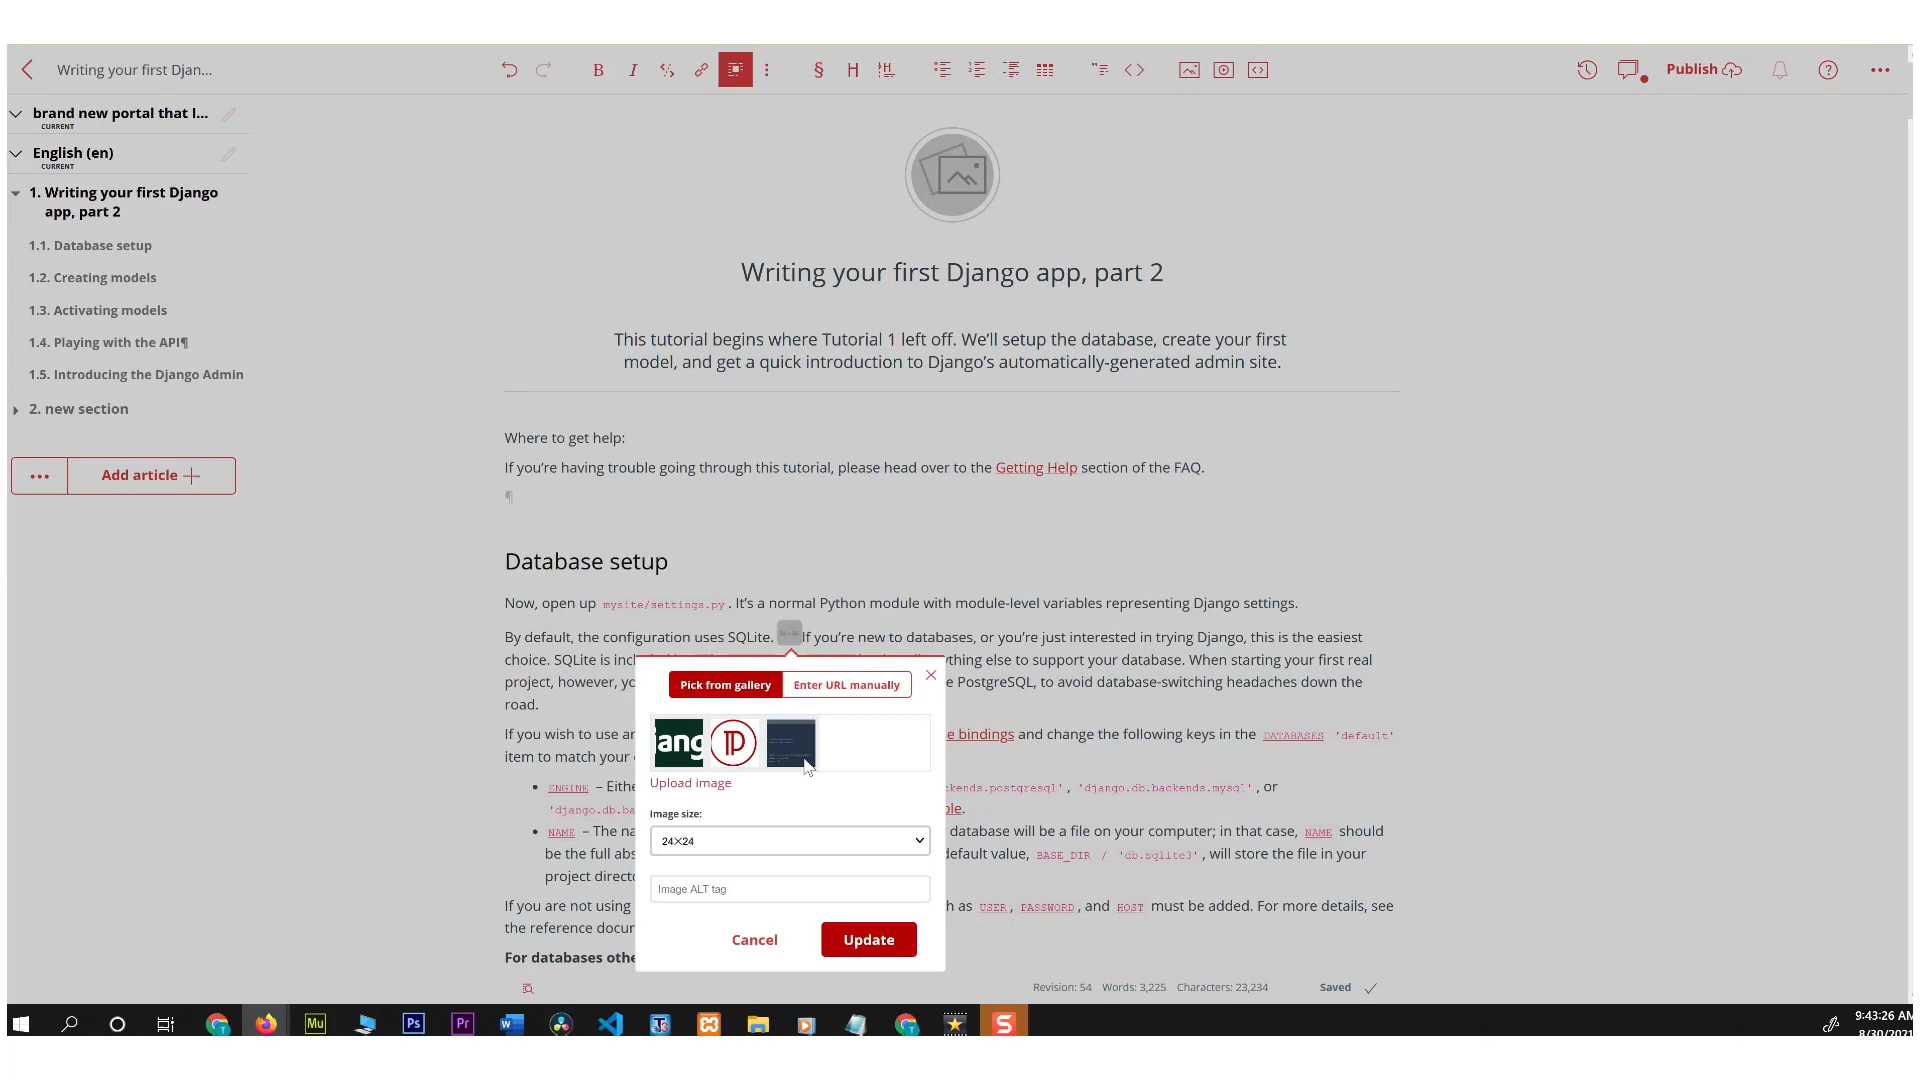 Writing your first Djan...
B I H
Publish
brand new portal that I...
CURRENT
English (en)
CURRENT
1. Writing your first Django
app, part 2
1.1. Database setup
1.2. Creating models
1.3. Activating models
1.4. Playing with the API¶
1.5. Introducing the Django Admin
2. new section
Add article
Writing your first Django app, part 2
This tutorial begins where Tutorial 1 left off. We’ll setup the database, create your first
model, and get a quick introduction to Django’s automatically-generated admin site.
Where to get help:
If you’re having trouble going through this tutorial, please head over to the Getting Help section of the FAQ.
¶
Database setup
Now, open up mysite/settings.py. It’s a normal Python module with module-level variables representing Django settings.
By default, the configuration uses SQLite. If you’re new to databases, or you’re just interested in trying Django, this is the easiest
choice. SQLite is ything else to support your database. When starting your first real
project, however, PostgreSQL, to avoid database-switching headaches down the
road.
If you wish to use bindings and change the following keys in the DATABASES 'default'
item to match your
ENGINE – ckends.postgresql', 'django.db.backends.mysql', or
'django.db.ba ble.
NAME – The database will be a file on your computer; in that case, NAME should
be the full default value, BASE_DIR / 'db.sqlite3', will store the file in your
project
If you are not using as USER, PASSWORD, and HOST must be added. For more details, see
the reference
For databases
Pick from gallery
Enter URL manually
ang
Upload image
Image size:
24×24
Image ALT tag
Cancel
Update
Revision: 54 Words: 3,225 Characters: 23,234 Saved
Mu Ps Pr
9:43:26 AM
8/30/2021